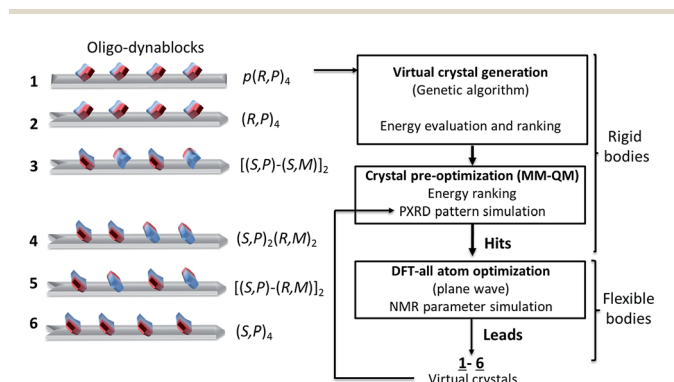 Oligo-dynablocks
1 p(R,P)4
2 (R,P)4
3 [(S,P)-(S,M)]2
4 (S,P)2(R,M)2
5 [(S,P)-(R,M)]2
6 (S,P)4
Virtual crystal generation
(Genetic algorithm)
Energy evaluation and ranking
Crystal pre-optimization (MM-QM)
Energy ranking
PXRD pattern simulation
Hits
DFT-all atom optimization
(plane wave)
NMR parameter simulation
Leads
1- 6
Virtual crystals
Rigid
bodies
Flexible
bodies